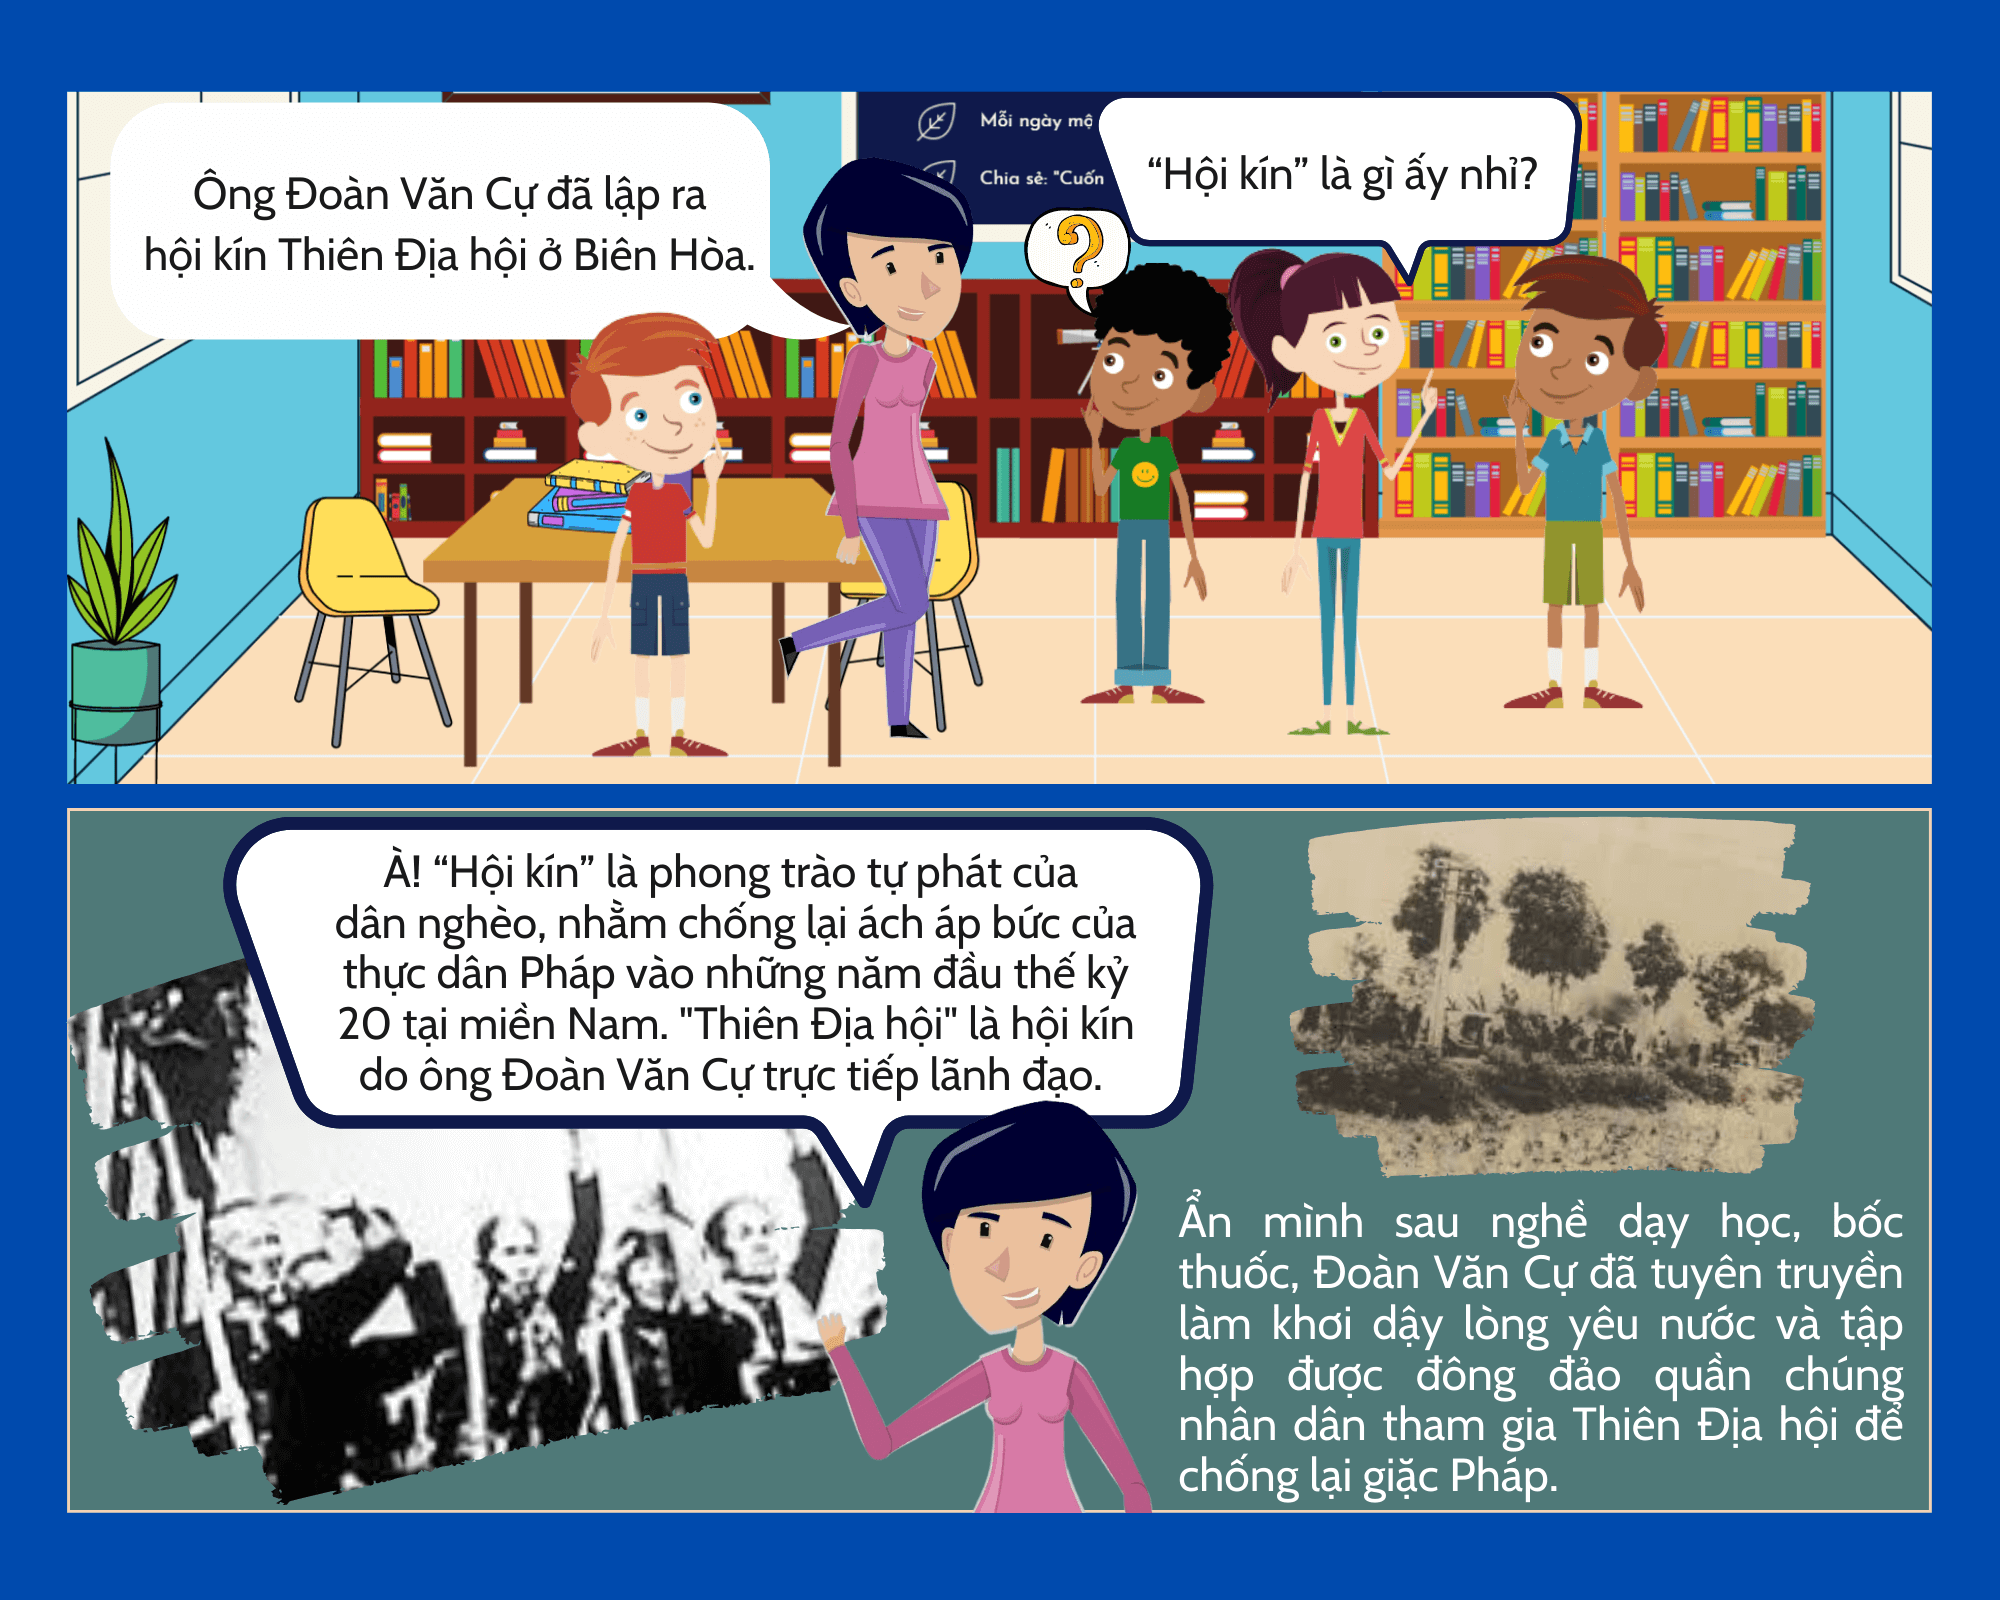 Ông Đoàn Văn Cự đã lập ra
hội kín Thiên Địa hội ở Biên Hòa.
Mỗi ngày mộ
Chia sẻ: "Cuốn
“Hội kín” là gì ấy nhỉ?
À! “Hội kín” là phong trào tự phát của
dân nghèo, nhằm chống lại ách áp bức của
thực dân Pháp vào những năm đầu thế kỷ
20 tại miền Nam. "Thiên Địa hội" là hội kín
do ông Đoàn Văn Cự trực tiếp lãnh đạo.
Ẩn mình sau nghề dạy học, bốc
thuốc, Đoàn Văn Cự đã tuyên truyền
làm khơi dậy lòng yêu nước và tập
hợp được đông đảo quần chúng
nhân dân tham gia Thiên Địa hội để
chống lại giặc Pháp.